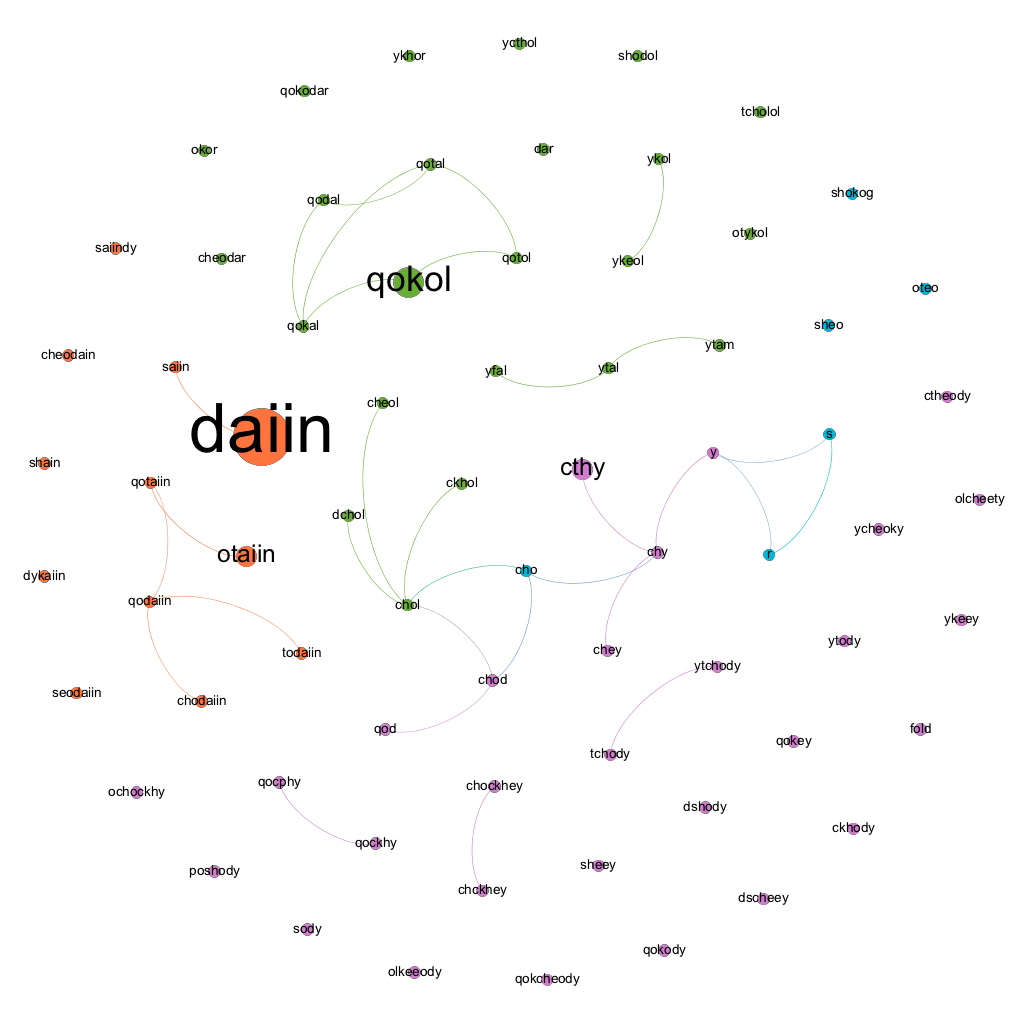 ycthol
ykhor
shodol
qokodar
tcholol
okor
dar
qotal
ykol
qodal
shokog
otykol
saiindy
cheodar
qotol
ykeol
qokol
oteo
qokal
sheo
ytam
cheodain
saiin
yfal
ytal
ctheody
cheol
daiin
s
y
shain
cthy
qotaiin
ckhol
olcheety
dchol
ycheoky
otaiin
chy
r
cho
dykaiin
qodaiin
chol
ykeey
ytody
chey
todaiin
ytchody
chod
seodaiin
chodaiin
qod
fold
qokey
tchody
qocphy
chockhey
ochockhy
dshody
ckhody
qockhy
sheey
poshody
chckhey
dscheey
sody
qokody
olkeeody
qokcheody